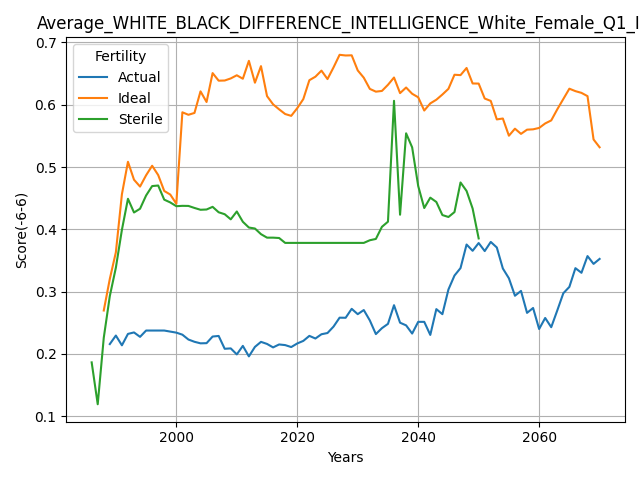 Average_WHITE_BLACK_DIFFERENCE_INTELLIGENCE_White_Female_Q1_
0.7
Fertility
Actual
Ideal
Sterile
0.6
0.5
Score(-6-6)
0.4
0.3
0.2
0.1
2000
2020
2040
2060
Years